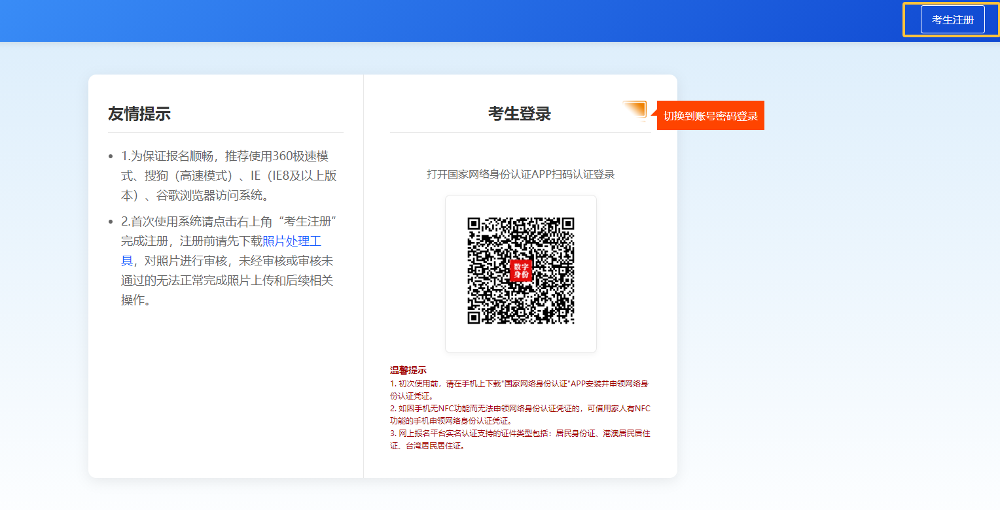 考生注册
友情提示
1.为保证报名顺畅，推荐使用360极速模
式、搜狗（高速模式）、IE（IE8及以上版
本）、谷歌浏览器访问系统。
2.首次使用系统请点击右上角“考生注册”
完成注册，注册前请先下载照片处理工
具，对照片进行审核，未经审核或审核未
通过的无法正常完成照片上传和后续相关
操作。
考生登录
切换到账号密码登录
打开国家网络身份认证APP扫码认证登录
数字
身份
温馨提示
1. 初次使用前，请在手机上下载"国家网络身份认证"APP安装并申领网络身
份认证凭证。
2. 如因手机无NFC功能而无法申领网络身份认证凭证的，可借用家人有NFC
功能的手机申领网络身份认证凭证。
3. 网上报名平台实名认证支持的证件类型包括：居民身份证、港澳居民居住
证、台湾居民居住证。